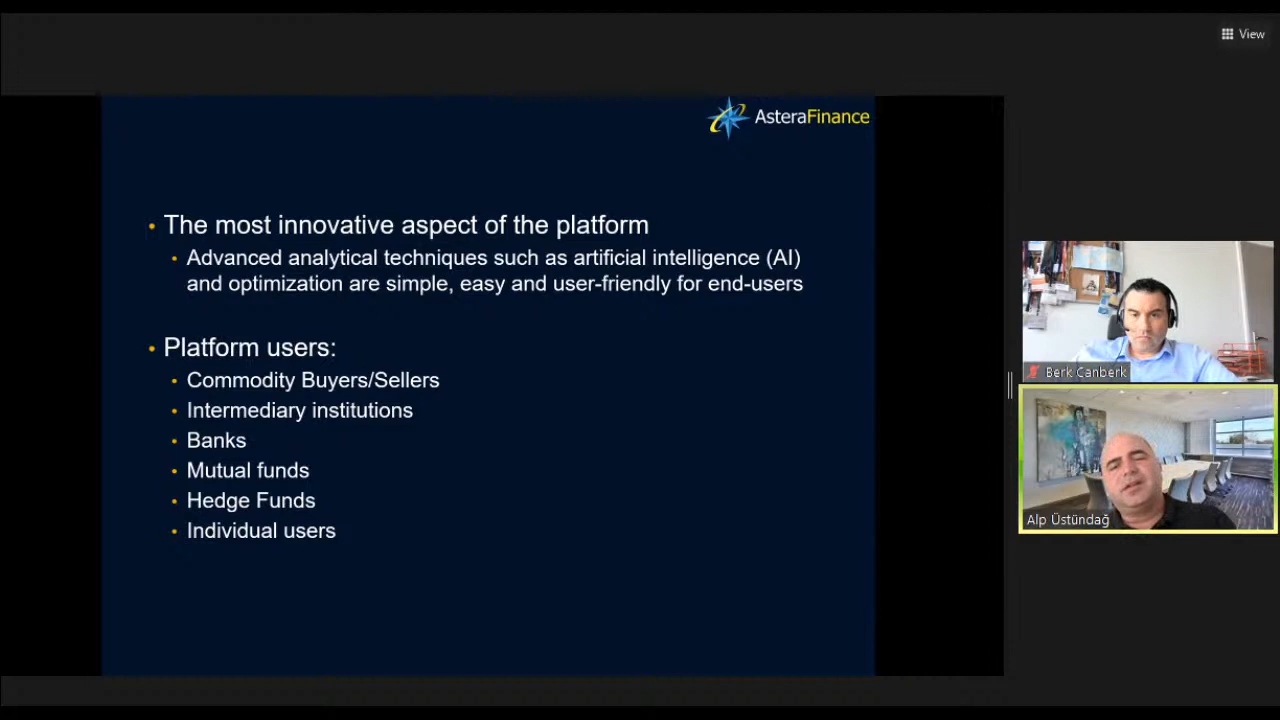 View
AsteraFinance
• The most innovative aspect of the platform
• Advanced analytical techniques such as artificial intelligence (AI)
and optimization are simple, easy and user-friendly for end-users
• Platform users:
• Commodity Buyers/Sellers
• Intermediary institutions
• Banks
• Mutual funds
• Hedge Funds
• Individual users
Berk Canberk
Alp Üstündağ